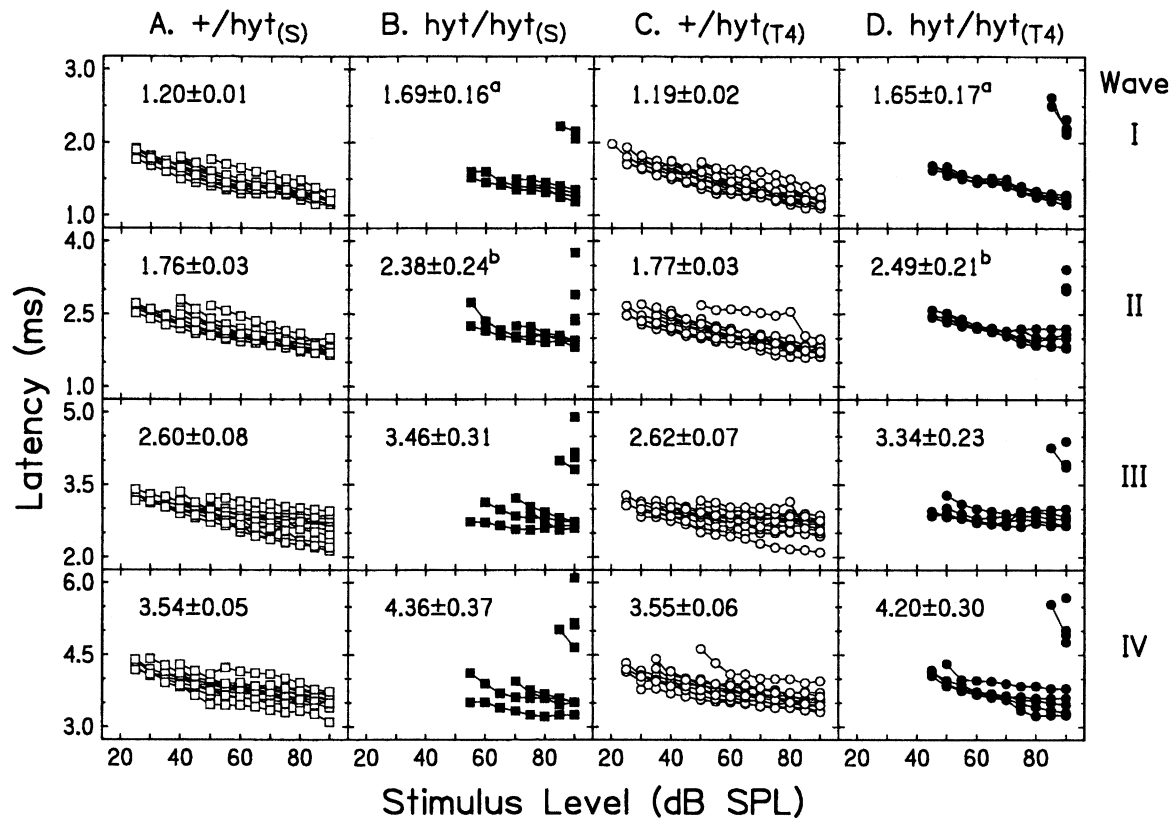 A. +/hyt(S) B. hyt/hyt(S) C. +/hyt(T4) D. hyt/hyt(T4)
Wave
3.0 1.20±0.01 1.69±0.16a 1.19±0.02 1.65±0.17a I
2.0
1.0
4.0 1.76±0.03 2.38±0.24b 1.77±0.03 2.49±0.21b II
2.5
1.0
5.0 2.60±0.08 3.46±0.31 2.62±0.07 3.34±0.23 III
3.5
2.0
6.0 3.54±0.05 4.36±0.37 3.55±0.06 4.20±0.30 IV
4.5
3.0
Latency (ms)
20 40 60 80 20 40 60 80 20 40 60 80 20 40 60 80
Stimulus Level (dB SPL)